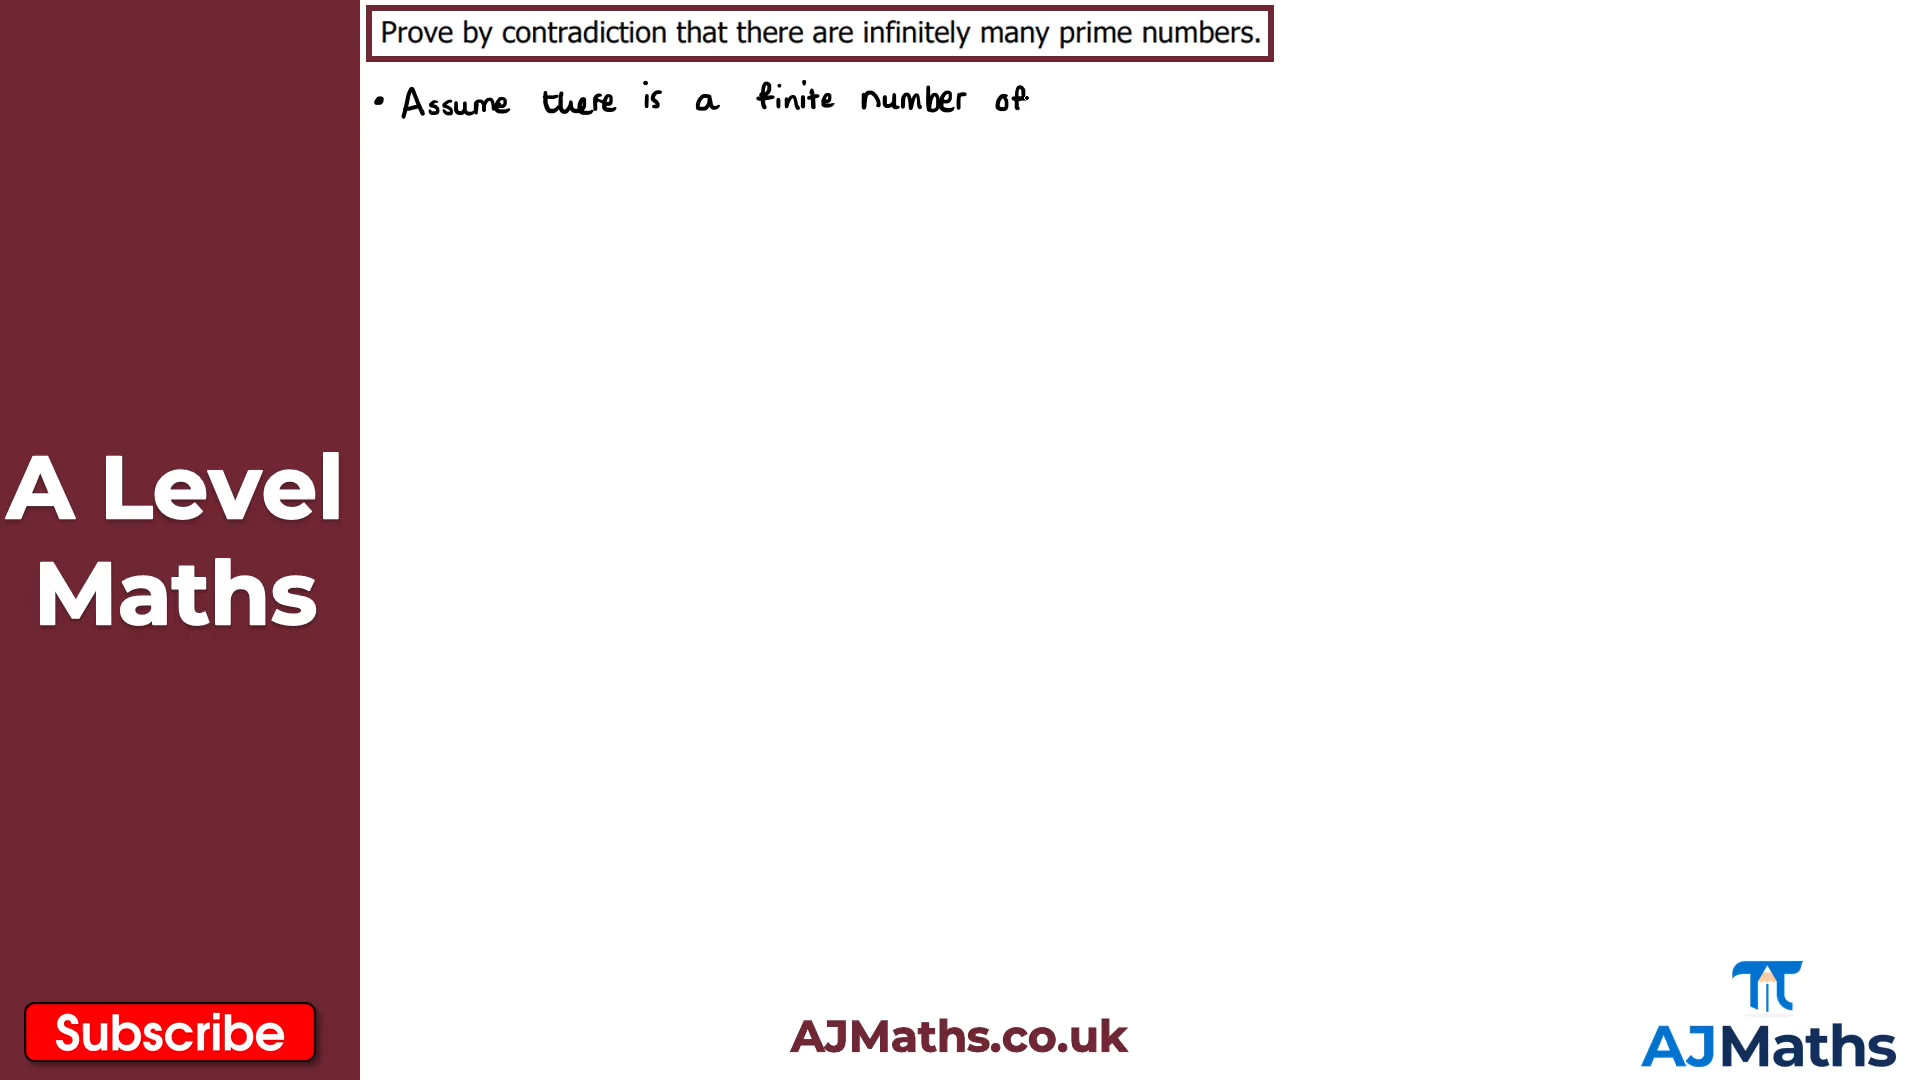 Prove by contradiction that there are infinitely many prime numbers.
• Assume there is a finite number of
A Level
Maths
Subscribe
AJMaths.co.uk
AJMaths